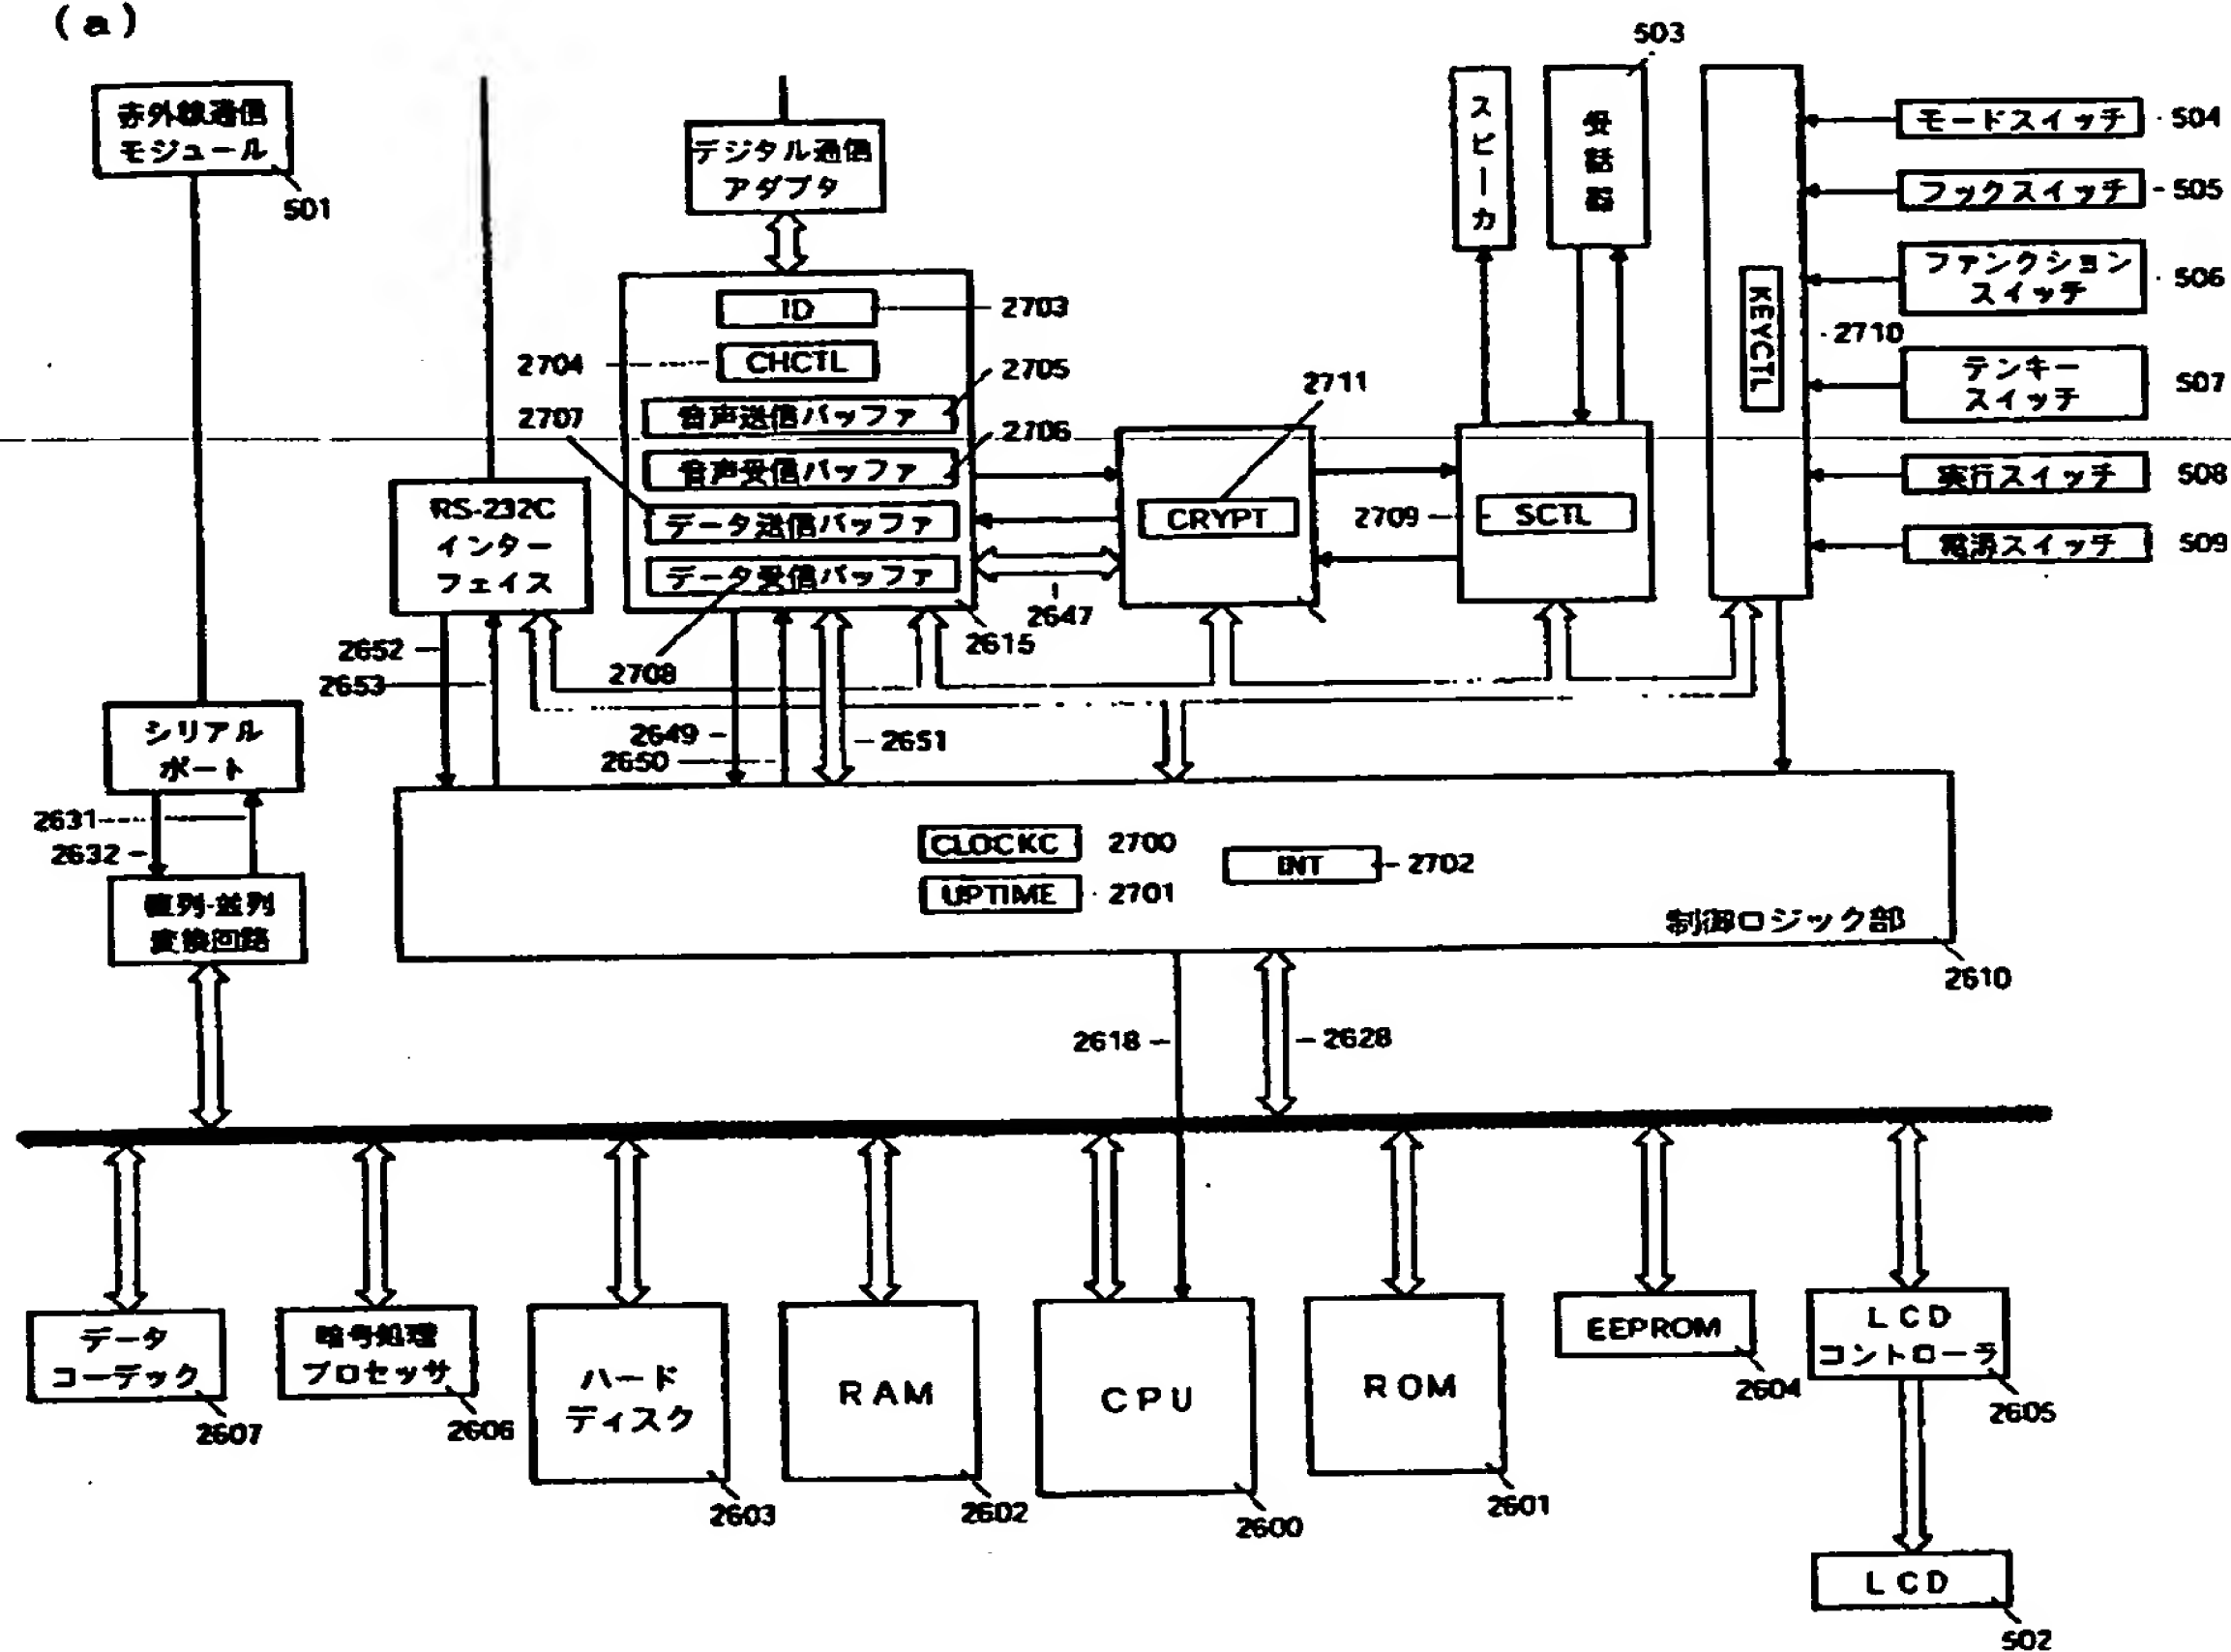 (a)
503
赤外線通信
モジュール
501
デジタル通信
アダプタ
スピーカ
受話器
モードスイッチ
504
フックスイッチ
505
ファンクション
スイッチ
506
テンキー
スイッチ
507
実行スイッチ
508
電源スイッチ
509
KEYCTL
2710
ID
2703
2704
CHCTL
2705
2707
音声送信バッファ
2706
音声受信バッファ
データ送信バッファ
データ受信バッファ
2708
2615
2647
2711
CRYPT
2709
SCTL
RS-232C
インター
フェイス
2652
2653
2649
2650
2651
シリアル
ポート
2631
2632
直列-並列
変換回路
CLOCKC
2700
UPTIME
2701
INT
2702
制御ロジック部
2610
2618
2628
データ
コーデック
2607
暗号処理
プロセッサ
2606
ハード
ディスク
2603
RAM
2602
CPU
2600
ROM
2601
EEPROM
2604
LCD
コントローラ
2605
LCD
502